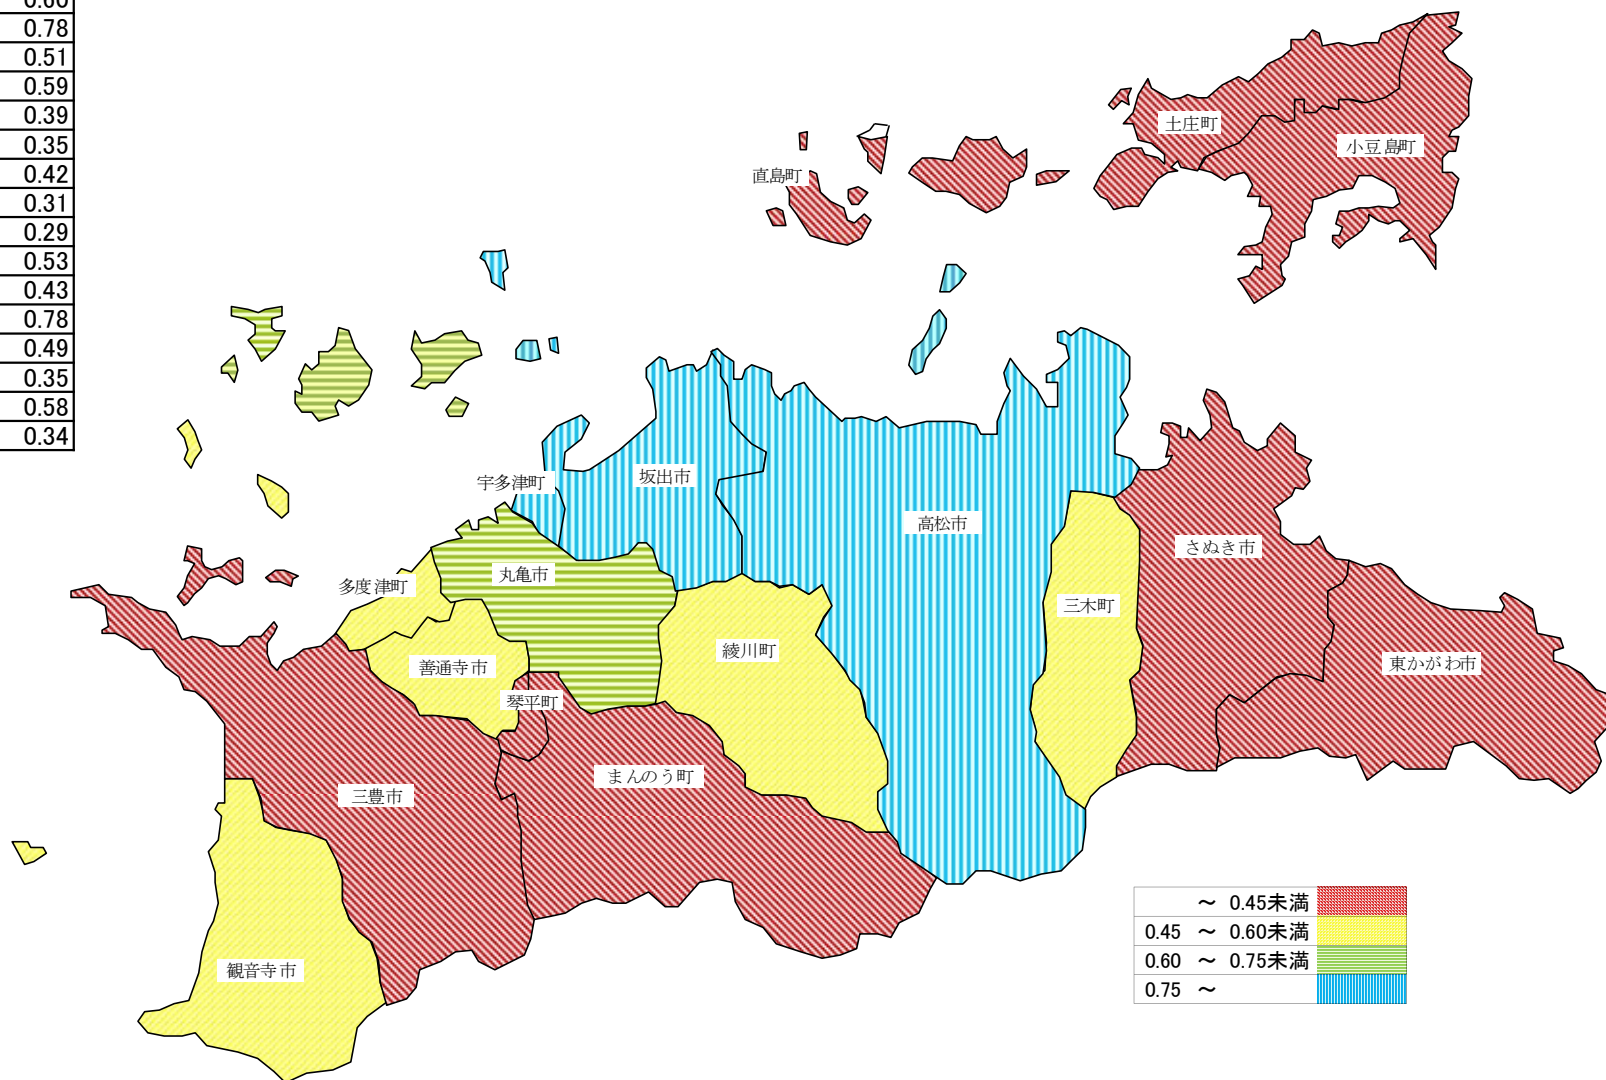 0.60
0.78
0.51
0.59
0.39
0.35
0.42
0.31
0.29
0.53
0.43
0.78
0.49
0.35
0.58
0.34
土庄町
小豆島町
直島町
宇多津町
坂出市
高松市
さぬき市
丸亀市
多度津町
三木町
綾川町
善通寺市
東かがわ市
琴平町
まんのう町
三豊市
観音寺市
～ 0.45未満
0.45 ～ 0.60未満
0.60 ～ 0.75未満
0.75 ～